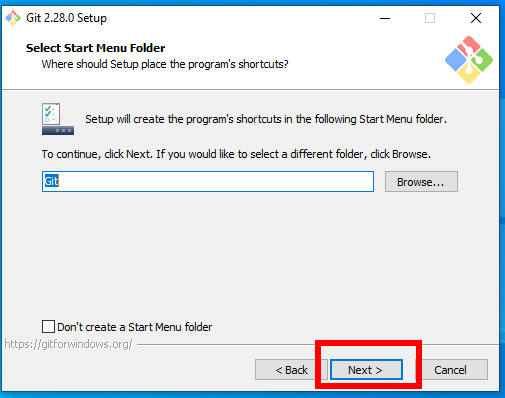 Git 2.28.0 Setup
Select Start Menu Folder
Where should Setup place the program's shortcuts?
Setup will create the program's shortcuts in the following Start Menu folder.
To continue, click Next. If you would like to select a different folder, click Browse.
Git
Browse...
Don't create a Start Menu folder
https://gitforwindows.org/
< Back
Next >
Cancel